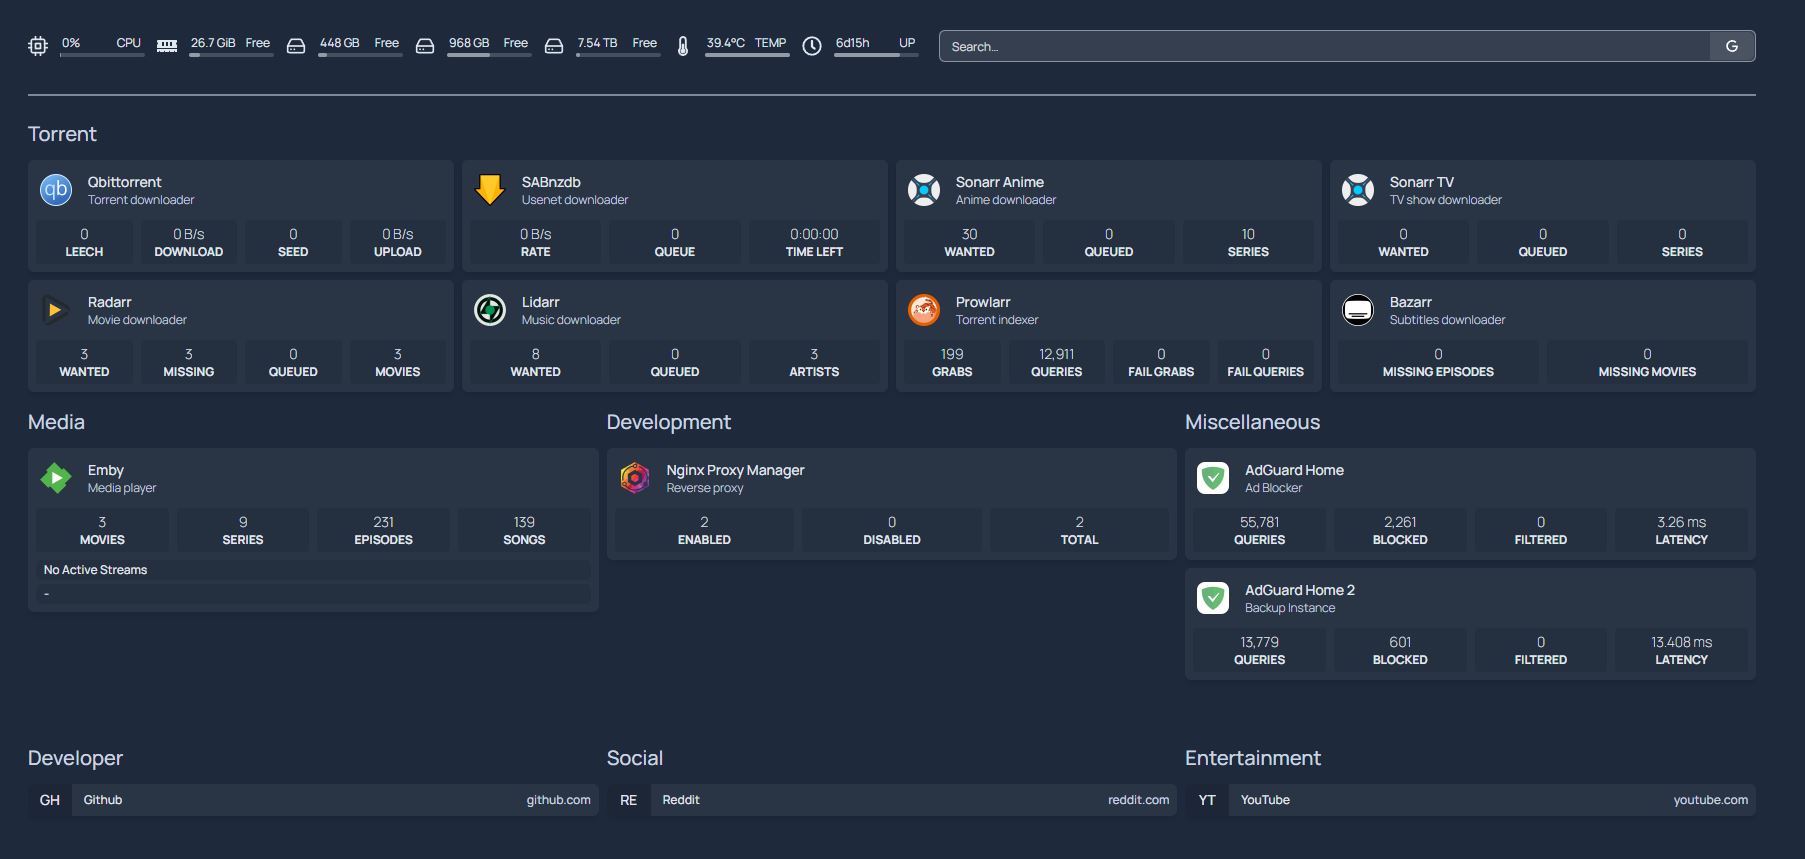 0% CPU 26.7 GiB Free 448 GB Free 968 GB Free 7.54 TB Free 39.4°C TEMP 6d15h UP Search... G
Torrent
qb Qbittorrent
Torrent downloader
0 0 B/s 0 0 B/s
LEECH DOWNLOAD SEED UPLOAD
SABnzdb
Usenet downloader
0 B/s 0 0:00:00
RATE QUEUE TIME LEFT
Sonarr Anime
Anime downloader
30 0 10
WANTED QUEUED SERIES
Sonarr TV
TV show downloader
0 0 0
WANTED QUEUED SERIES
Radarr
Movie downloader
3 3 0 3
WANTED MISSING QUEUED MOVIES
Lidarr
Music downloader
8 0 3
WANTED QUEUED ARTISTS
Prowlarr
Torrent indexer
199 12,911 0 0
GRABS QUERIES FAIL GRABS FAIL QUERIES
Bazarr
Subtitles downloader
0 0
MISSING EPISODES MISSING MOVIES
Media
Emby
Media player
3 9 231 139
MOVIES SERIES EPISODES SONGS
No Active Streams
-
Development
Nginx Proxy Manager
Reverse proxy
2 0 2
ENABLED DISABLED TOTAL
Miscellaneous
AdGuard Home
Ad Blocker
55,781 2,261 0 3.26 ms
QUERIES BLOCKED FILTERED LATENCY
AdGuard Home 2
Backup Instance
13,779 601 0 13.408 ms
QUERIES BLOCKED FILTERED LATENCY
Developer
GH Github github.com
Social
RE Reddit reddit.com
Entertainment
YT YouTube youtube.com